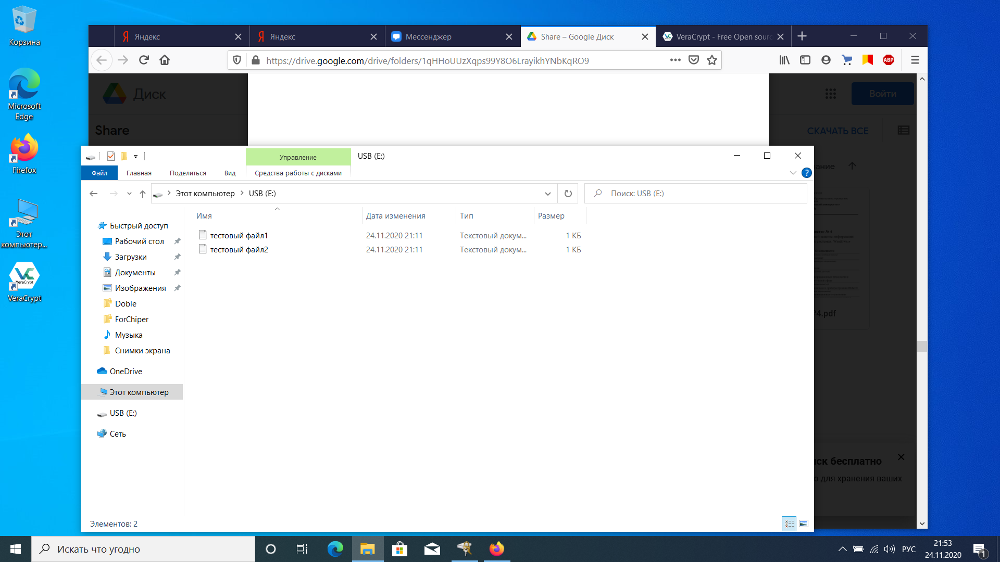 Корзина
Microsoft
Edge
Firefox
Этот
компьютер...
VeraCrypt
VeraCrypt
Яндекс
Яндекс
Мессенджер
Share – Google Диск
VeraCrypt - Free Open sourc
https://drive.google.com/drive/folders/1qHHoUUzXqps99Y8O6LrayikhYNbKqRO9
ABP
Диск
Войти
Share
СКАЧАТЬ ВСЕ
Управление
USB (E:)
Файл
Главная
Поделиться
Вид
Средства работы с дисками
Этот компьютер
USB (E:)
Поиск: USB (E:)
Имя
Дата изменения
Тип
Размер
тестовый файл1
24.11.2020 21:11
Текстовый докум...
1 КБ
тестовый файл2
24.11.2020 21:11
Текстовый докум...
1 КБ
Быстрый доступ
Рабочий стол
Загрузки
Документы
Изображения
Doble
ForChiper
Музыка
Снимки экрана
OneDrive
Этот компьютер
USB (E:)
Сеть
Элементов: 2
4.pdf
ск бесплатно
о для хранения ваших
Искать что угодно
РУС
21:53
24.11.2020
1